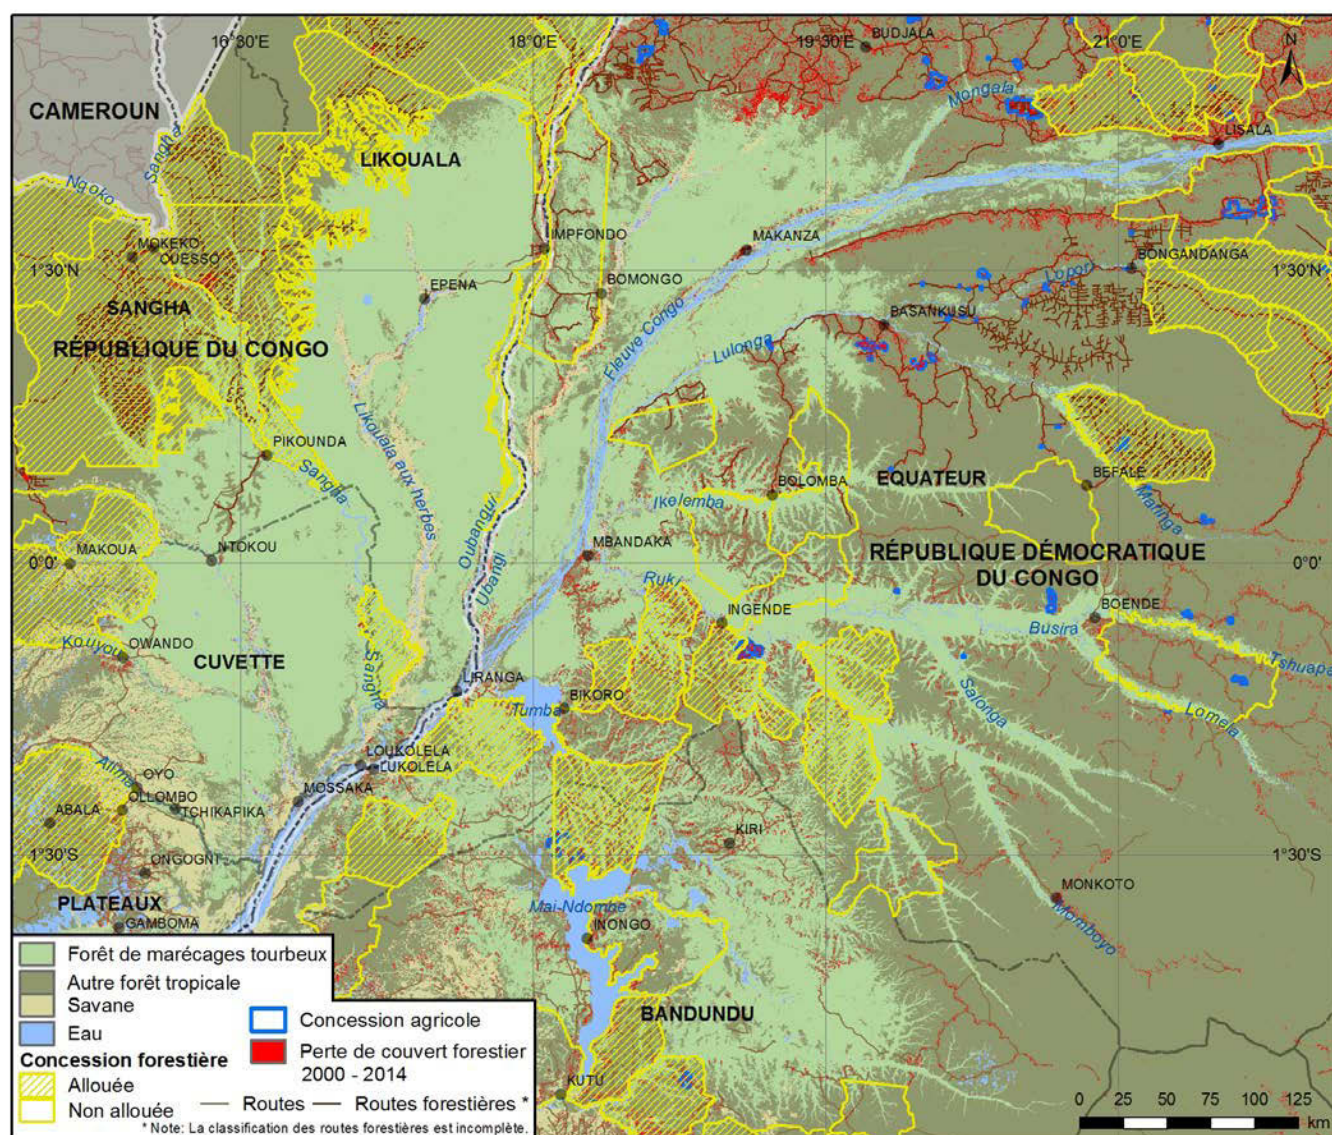 16°30'E
18°0'E
19°30'E
21°0'E
N
BUDJALA
CAMEROUN
Mongala
LISALA
Sangha
LIKOUALA
Ngoko
MOKEKO
OUESSO
IMPFONDO
MAKANZA
1°30'N
1°30'N
BONGANDANGA
Lopori
EPENA
BOMONGO
SANGHA
BASANKUSU
Fleuve Congo
RÉPUBLIQUE DU CONGO
Lulonga
Likouala aux herbes
PIKOUNDA
Sangha
BOLOMBA
EQUATEUR
BEFALE
Ikelemba
Maringa
Oubangui
Ubangi
MAKOUA
NTOKOU
MBANDAKA
0°0'
0°0'
RÉPUBLIQUE DÉMOCRATIQUE
DU CONGO
Ruki
INGENDE
BOENDE
Busira
Kouyou
OWANDO
CUVETTE
Sangha
Tshuapa
LIRANGA
BIKORO
Tumba
Salonga
Lomela
LOUKOLELA
LUKOLELA
Alima
OYO
MOSSAKA
OLLOMBO
TCHIKAPIKA
ABALA
KIRI
1°30'S
1°30'S
ONGOGNI
MONKOTO
PLATEAUX
Mai-Ndombe
Momboyo
GAMBOMA
INONGO
BANDUNDU
KUTU
Forêt de marécages tourbeux
Autre forêt tropicale
Savane
Eau
Concession agricole
Concession forestière
Perte de couvert forestier
2000 - 2014
Allouée
Non allouée
Routes
Routes forestières *
* Note: La classification des routes forestières est incomplète.
0 25 50 75 100 125
km